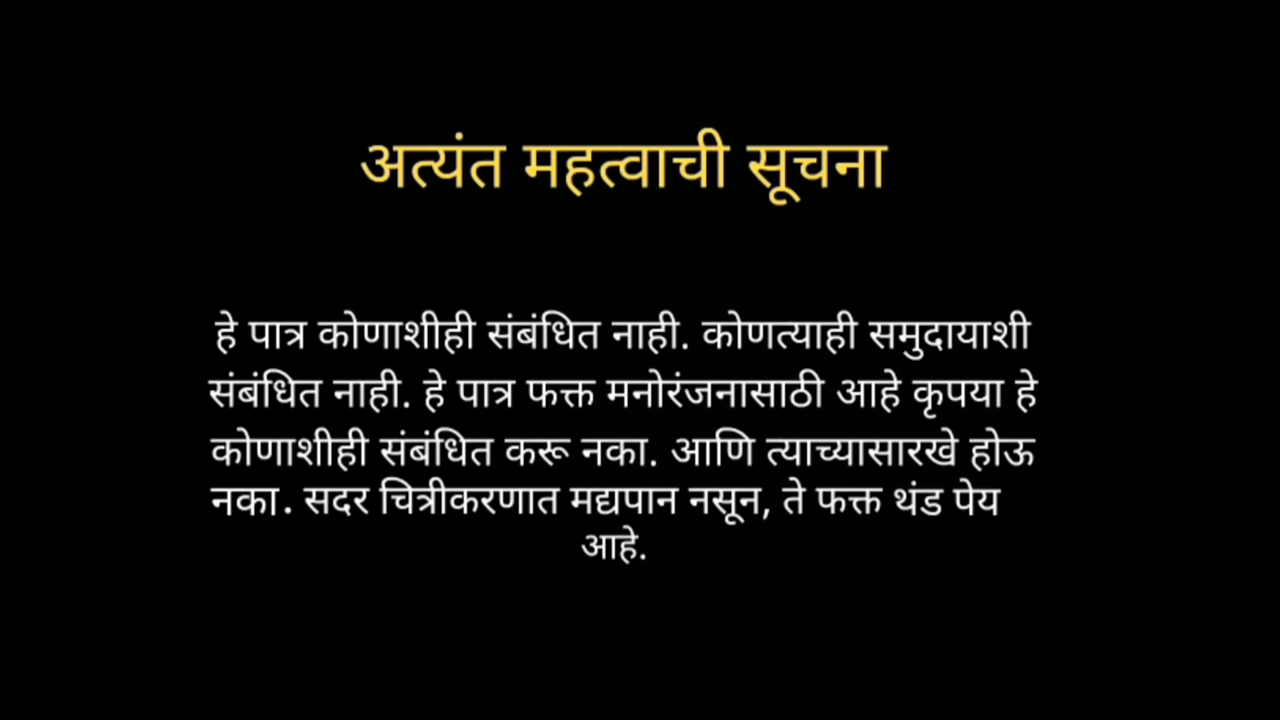 अत्यंत महत्वाची सूचना
हे पात्र कोणाशीही संबंधित नाही. कोणत्याही समुदायाशी
संबंधित नाही. हे पात्र फक्त मनोरंजनासाठी आहे कृपया हे
कोणाशीही संबंधित करू नका. आणि त्याच्यासारखे होऊ
नका. सदर चित्रीकरणात मद्यपान नसून, ते फक्त थंड पेय
आहे.